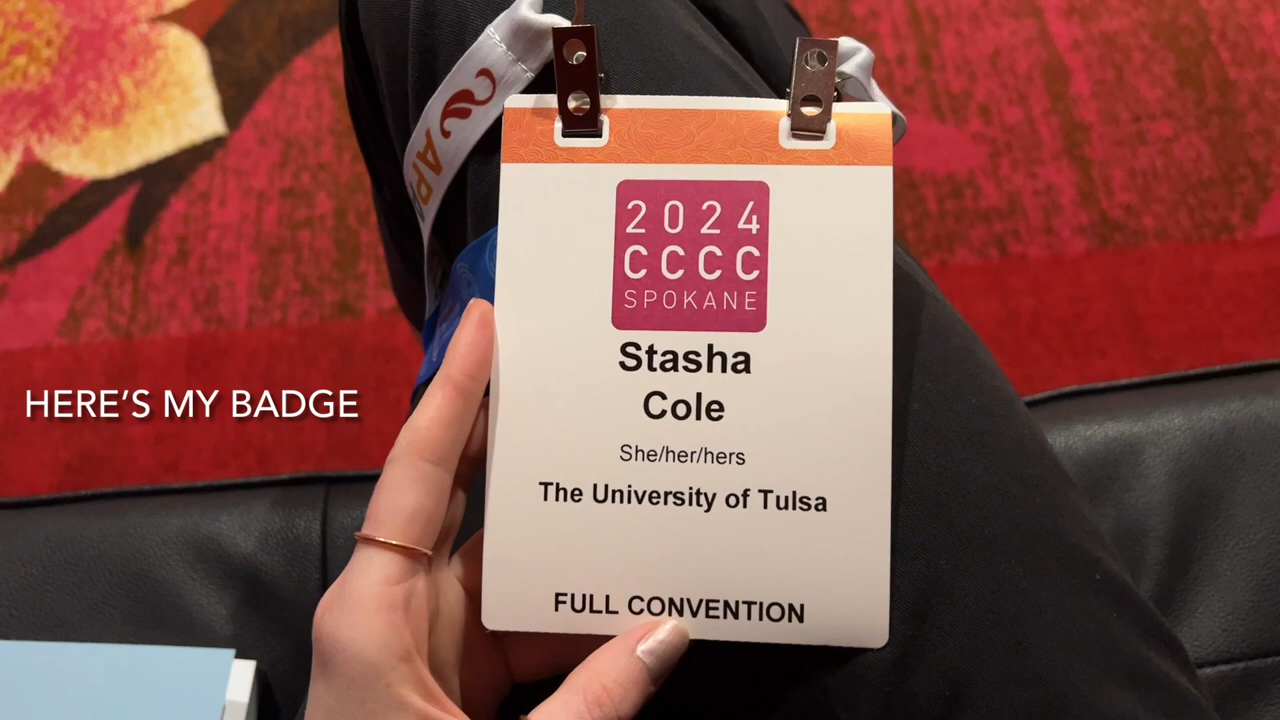 2024
CCCC
SPOKANE
Stasha
Cole
She/her/hers
The University of Tulsa
FULL CONVENTION
HERE'S MY BADGE